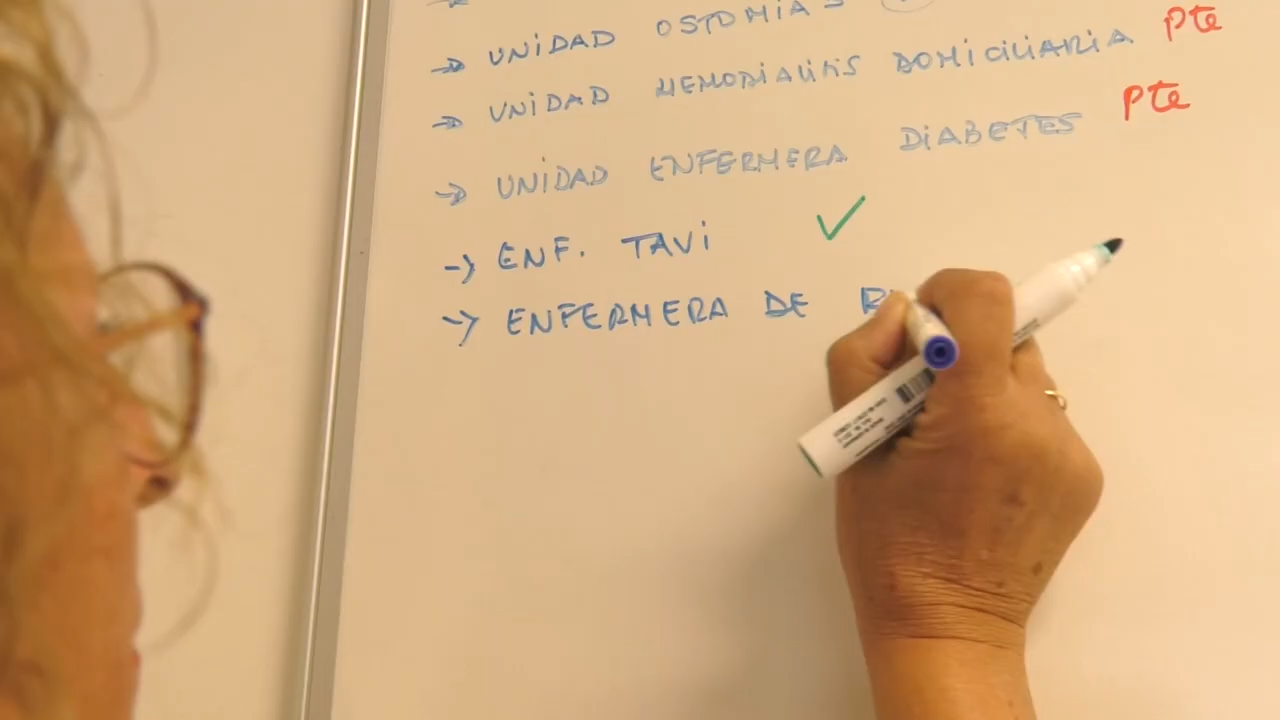 → UNIDAD OSTOMIAS
→ UNIDAD HEMODIALISIS DOMICILIARIA Pte
→ UNIDAD ENFERMERA DIABETES Pte
→ ENF. TAVI ✓
→ ENFERMERA DE